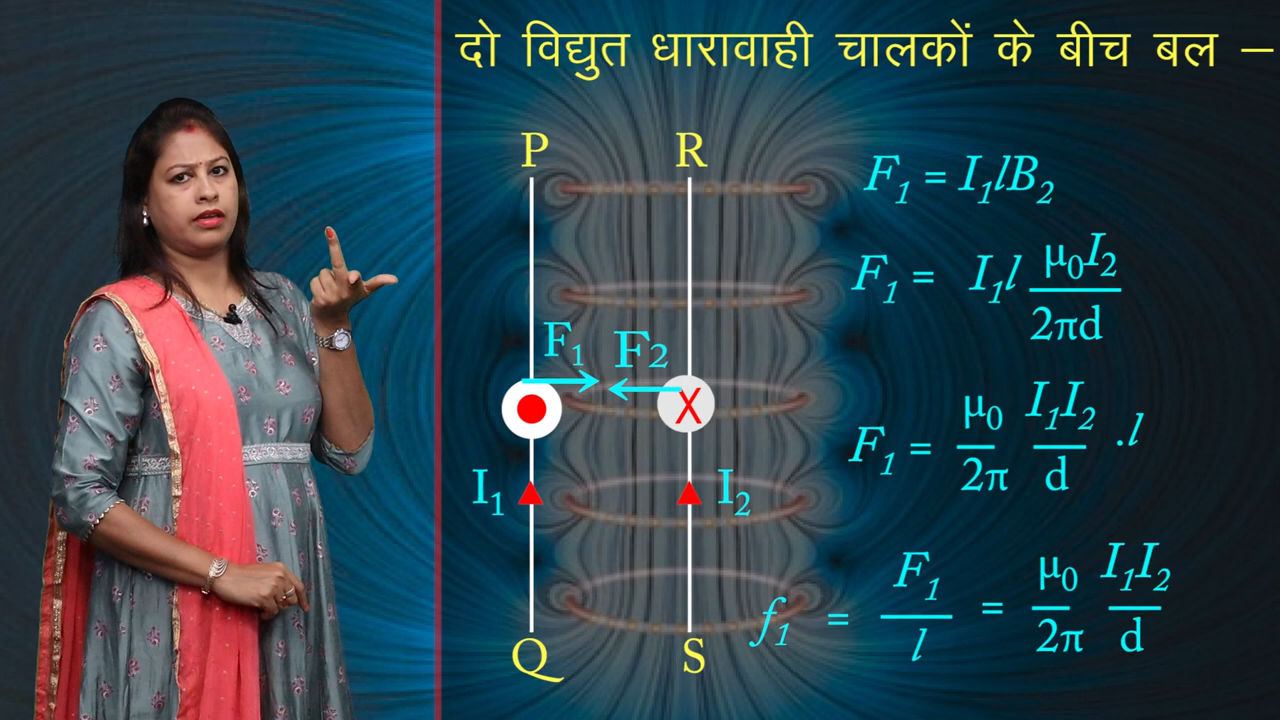 दो विद्युत धारावाही चालकों के बीच बल –
P R
F₁ = I₁lB₂
F₁ = I₁l μ₀I₂/2πd
F₁ F₂
X
F₁ = μ₀/2π I₁I₂/d .l
I₁ I₂
f₁ = F₁/l = μ₀/2π I₁I₂/d
Q S